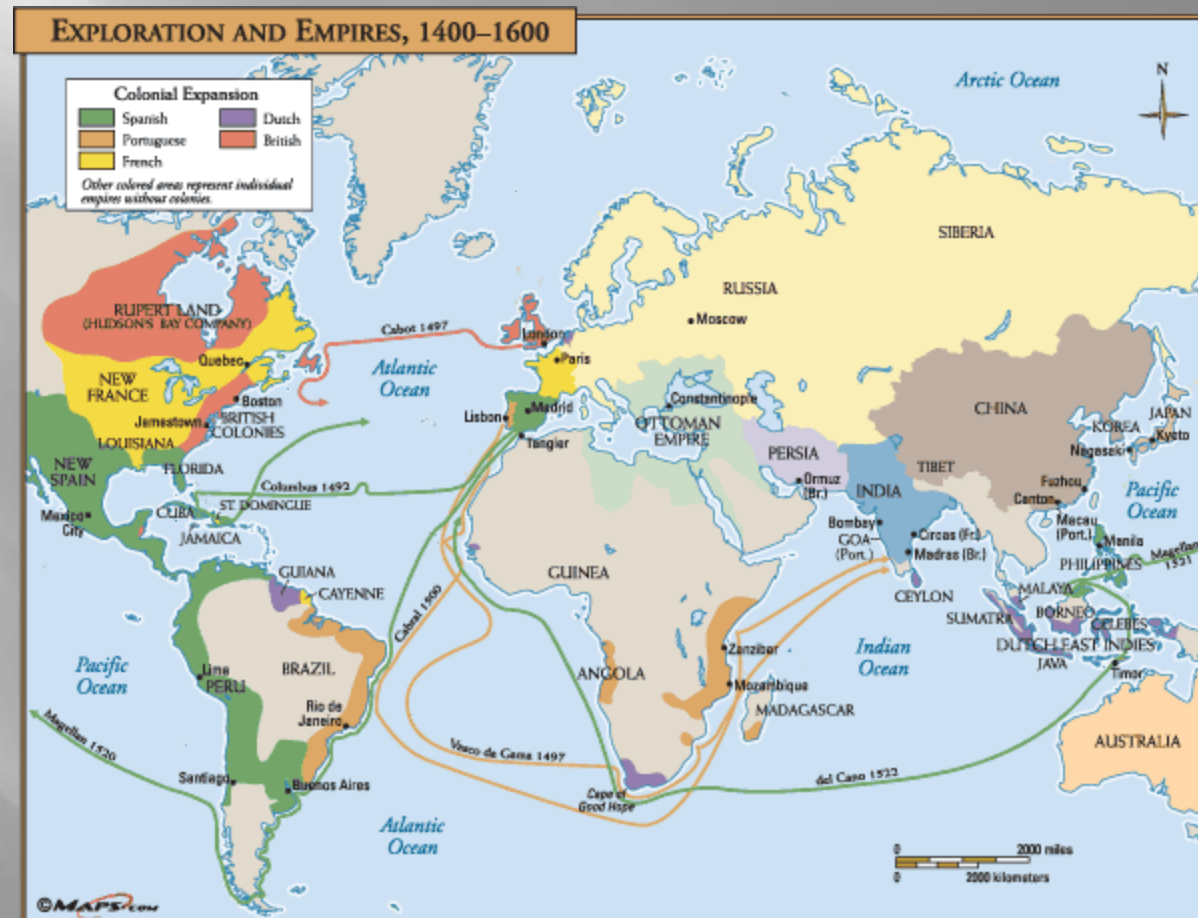 EXPLORATION AND EMPIRES, 1400–1600
Colonial Expansion
Spanish
Portuguese
French
Dutch
British
Other colored areas represent individual
empires without colonies.
Arctic Ocean
N
SIBERIA
RUSSIA
Moscow
RUPERT LAND
(HUDSON'S BAY COMPANY)
Cabot 1497
London
Paris
Quebec
NEW
FRANCE
Atlantic
Ocean
Boston
Jamestown
BRITISH
COLONIES
LOUISIANA
Lisbon
Madrid
Tangier
Constantinople
OTTOMAN
EMPIRE
CHINA
JAPAN
KOREA
Kyoto
Nagasaki
PERSIA
TIBET
Ormuz
(Br.)
INDIA
Fuzhou
Canton
Pacific
Ocean
NEW
SPAIN
FLORIDA
Columbus 1492
Mexico
City
CUBA
ST. DOMINGUE
JAMAICA
Bombay
GOA
(Port.)
Circas (Fr.)
Madras (Br.)
Macau
(Port.)
Manila
Magellan
1521
PHILIPPINES
GUIANA
CAYENNE
GUINEA
CEYLON
MALAYA
SUMATRA
BORNEO
CELEBES
DUTCH EAST INDIES
JAVA
Timor
Cabral 1500
Pacific
Ocean
Lima
PERU
BRAZIL
Rio de
Janeiro
ANGOLA
Zanzibar
Mozambique
MADAGASCAR
Indian
Ocean
AUSTRALIA
Magellan 1520
Vasco de Gama 1497
del Cano 1522
Santiago
Buenos Aires
Cape of
Good Hope
Atlantic
Ocean
0 2000 miles
0 2000 kilometers
©MAPS.com